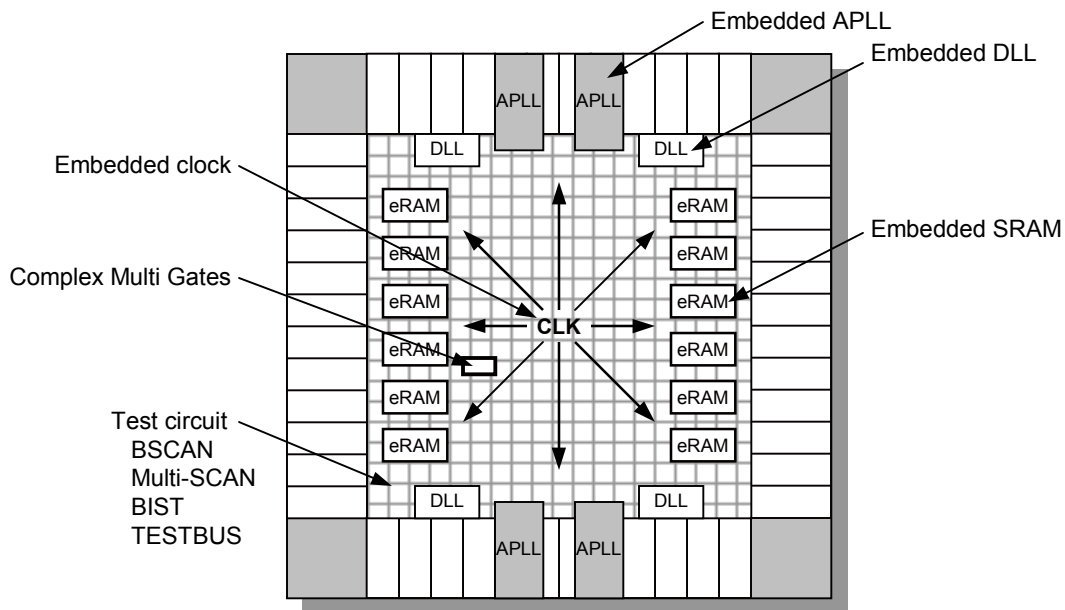 Embedded APLL
Embedded DLL
APLL
APLL
DLL
DLL
Embedded clock
eRAM
eRAM
Embedded SRAM
eRAM
eRAM
Complex Multi Gates
eRAM
eRAM
CLK
eRAM
eRAM
eRAM
eRAM
Test circuit
BSCAN
Multi-SCAN
BIST
TESTBUS
eRAM
eRAM
DLL
DLL
APLL
APLL